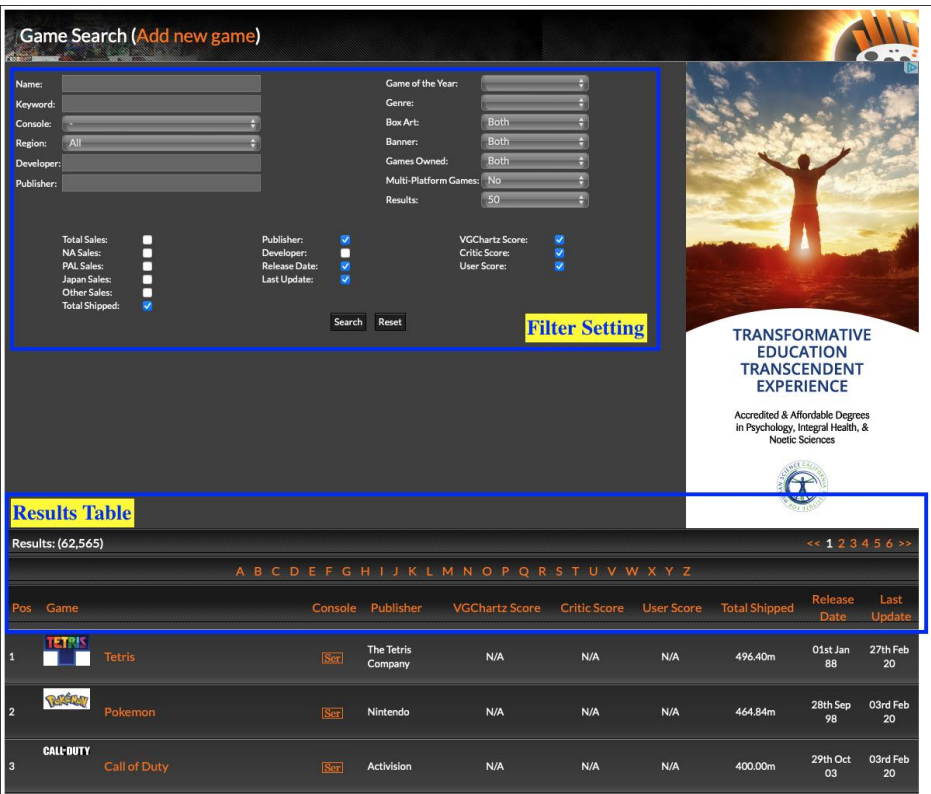 Game Search (Add new game)
Name:
Keyword:
Console: -
Region: All
Developer:
Publisher:
Game of the Year:
Genre:
Box Art: Both
Banner: Both
Games Owned: Both
Multi-Platform Games: No
Results: 50
Total Sales:
NA Sales:
PAL Sales:
Japan Sales:
Other Sales:
Total Shipped:
Publisher:
Developer:
Release Date:
Last Update:
VGChartz Score:
Critic Score:
User Score:
Search Reset
Filter Setting
TRANSFORMATIVE
EDUCATION
TRANSCENDENT
EXPERIENCE
Accredited & Affordable Degrees
in Psychology, Integral Health, &
Noetic Sciences
Results Table
Results: (62,565) << 1 2 3 4 5 6 >>
A B C D E F G H I J K L M N O P Q R S T U V W X Y Z
Pos Game Console Publisher VGChartz Score Critic Score User Score Total Shipped Release Date Last Update
TETRIS
1 Tetris Ser The Tetris Company N/A N/A N/A 496.40m 01st Jan 88 27th Feb 20
Pokémon
2 Pokemon Ser Nintendo N/A N/A N/A 464.84m 28th Sep 98 03rd Feb 20
CALL·DUTY
3 Call of Duty Ser Activision N/A N/A N/A 400.00m 29th Oct 03 03rd Feb 20